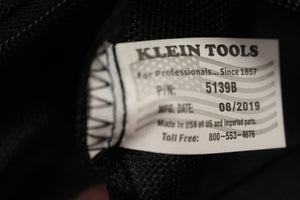 KLEIN TOOLS
For Professionals... Since 1857
P/N: 5139B
MFG. DATE: 08/2019
Made in USA of US and imported parts.
Toll Free: 800-553-4676